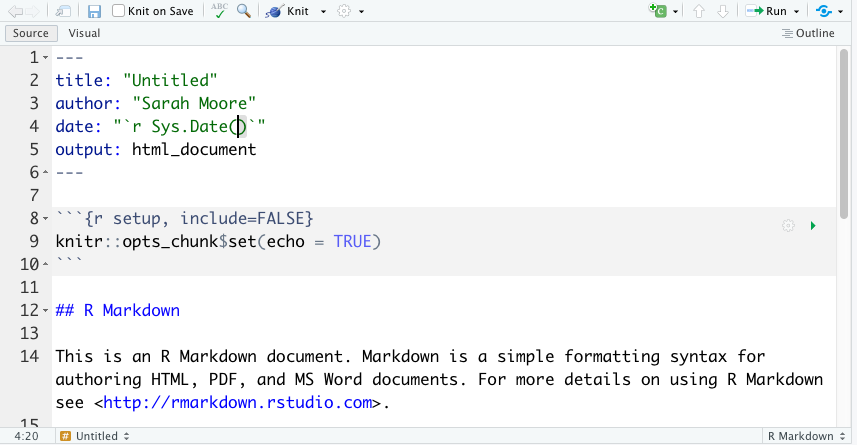 Knit on Save ABC Knit Run
Source Visual Outline
1 ---
2 title: "Untitled"
3 author: "Sarah Moore"
4 date: "`r Sys.Date()`"
5 output: html_document
6 ---
7
8 ```{r setup, include=FALSE}
9 knitr::opts_chunk$set(echo = TRUE)
10 ```
11
12 ## R Markdown
13
14 This is an R Markdown document. Markdown is a simple formatting syntax for
authoring HTML, PDF, and MS Word documents. For more details on using R Markdown
see <http://rmarkdown.rstudio.com>.
15
4:20 # Untitled R Markdown